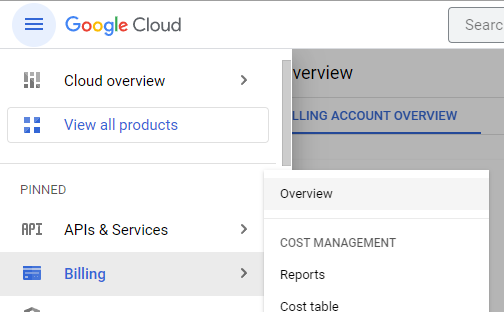 Google Cloud
Searc
Cloud overview
verview
View all products
LLING ACCOUNT OVERVIEW
PINNED
Overview
API APIs & Services
COST MANAGEMENT
Billing
Reports
Cost table